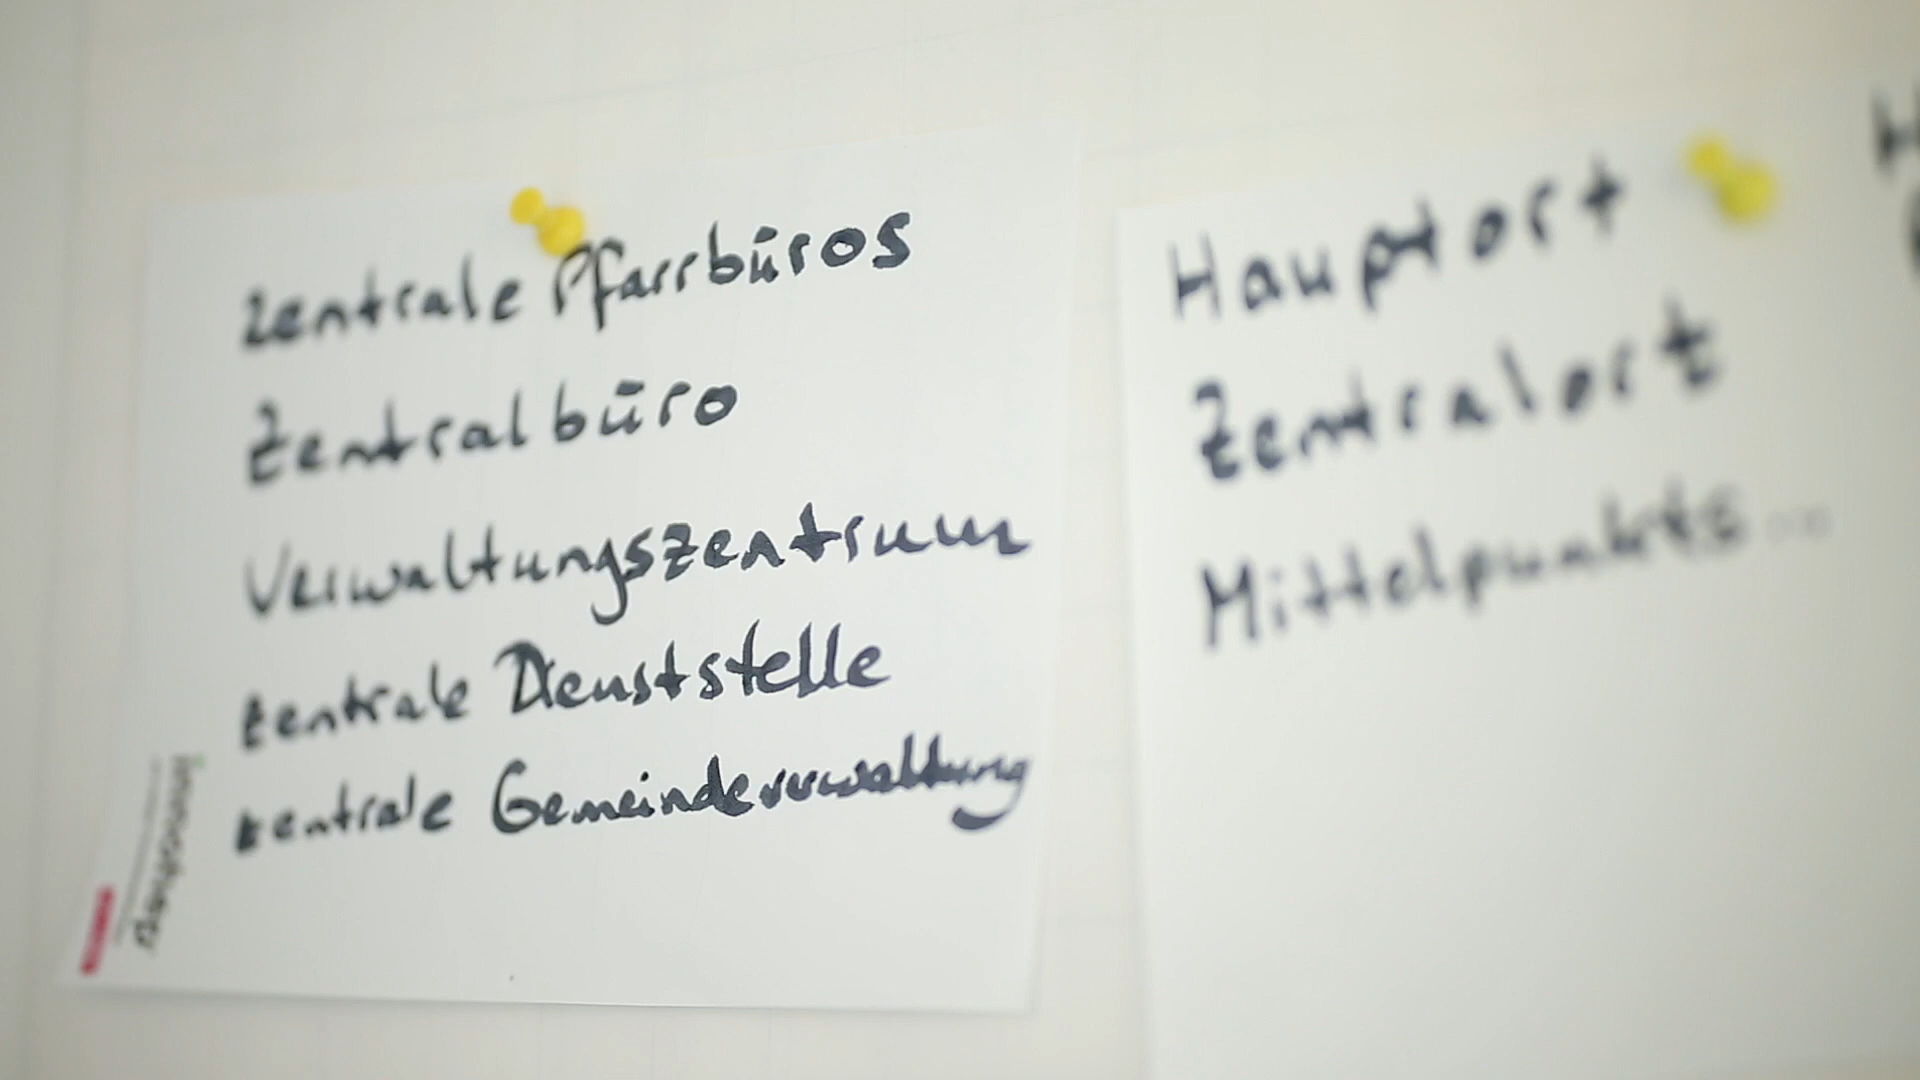 Zentrale Pfarrbüros
Zentralbüro
Verwaltungszentrum
zentrale Dienststelle
zentrale Gemeindeverwaltung
Hauptort
Zentralort
Mittelpunkts...